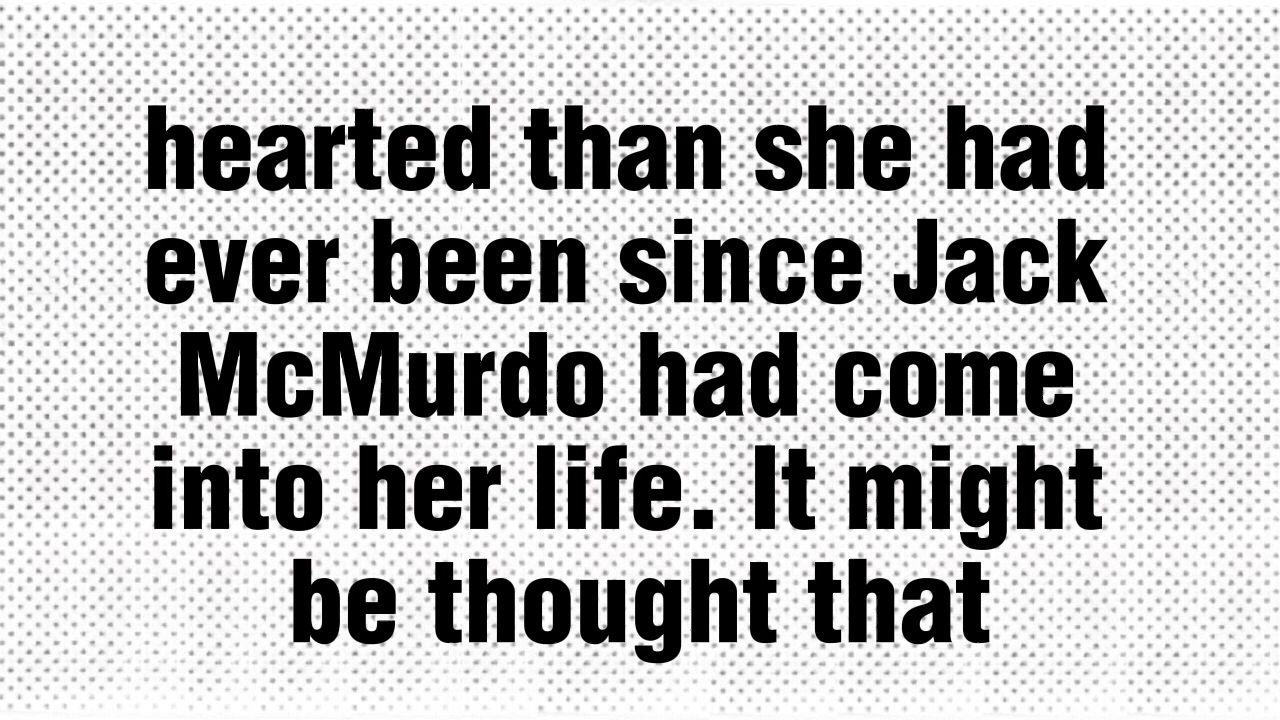 hearted than she had
ever been since Jack
McMurdo had come
into her life. It might
be thought that